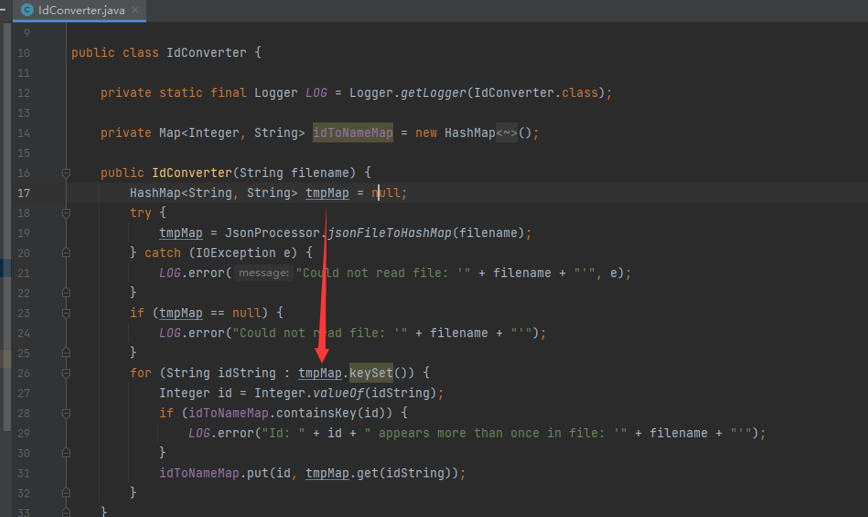 IdConverter.java
9
10 public class IdConverter {
11
12 private static final Logger LOG = Logger.getLogger(IdConverter.class);
13
14 private Map<Integer, String> idToNameMap = new HashMap<~>();
15
16 public IdConverter(String filename) {
17 HashMap<String, String> tmpMap = null;
18 try {
19 tmpMap = JsonProcessor.jsonFileToHashMap(filename);
20 } catch (IOException e) {
21 LOG.error( message: "Could not read file: '" + filename + "'", e);
22 }
23 if (tmpMap == null) {
24 LOG.error("Could not read file: '" + filename + "'");
25 }
26 for (String idString : tmpMap.keySet()) {
27 Integer id = Integer.valueOf(idString);
28 if (idToNameMap.containsKey(id)) {
29 LOG.error("Id: " + id + " appears more than once in file: '" + filename + "'");
30 }
31 idToNameMap.put(id, tmpMap.get(idString));
32 }
33 }